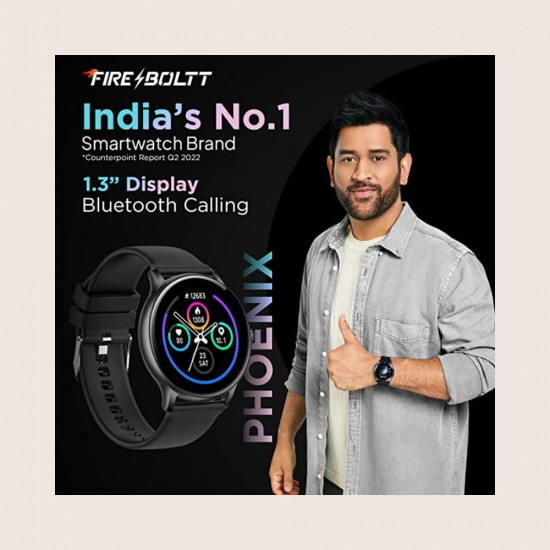 FIRE BOLTT
India's No.1
Smartwatch Brand
*Counterpoint Report Q2 2022
1.3” Display
Bluetooth Calling
PHOENIX
12683
1308
80
10.1
23
SAT